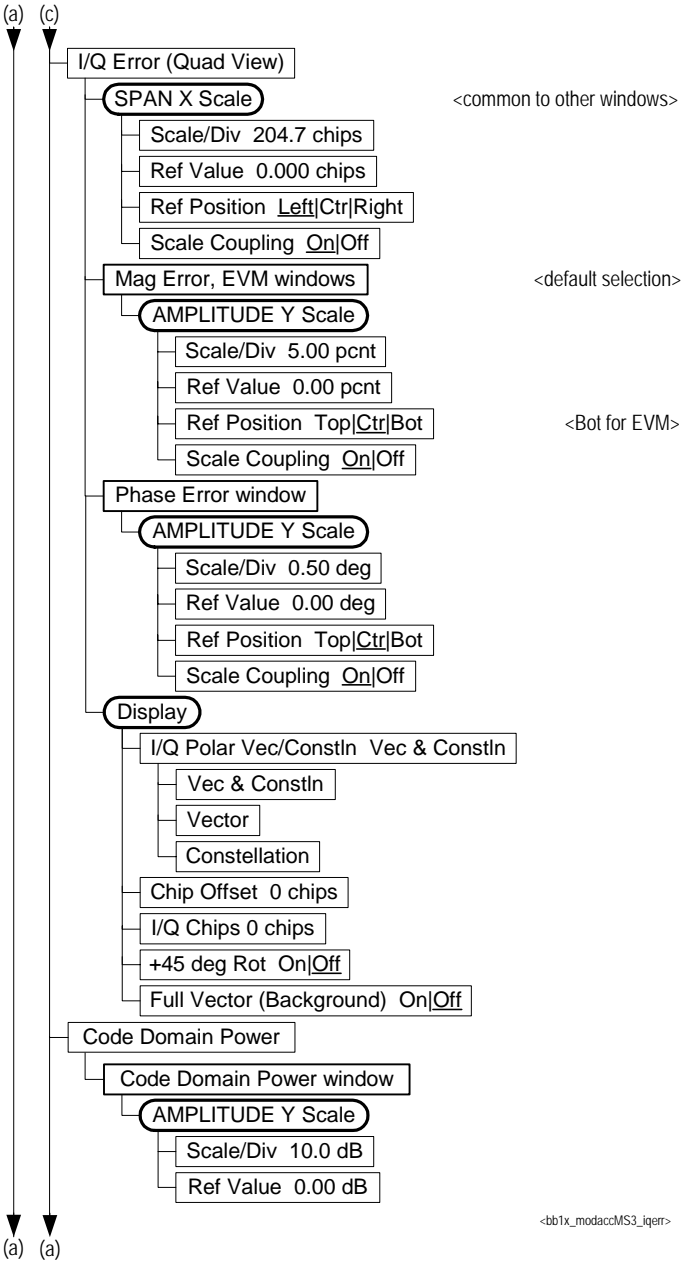 (a) (c)
I/Q Error (Quad View)
SPAN X Scale <common to other windows>
Scale/Div 204.7 chips
Ref Value 0.000 chips
Ref Position Left|Ctr|Right
Scale Coupling On|Off
Mag Error, EVM windows <default selection>
AMPLITUDE Y Scale
Scale/Div 5.00 pcnt
Ref Value 0.00 pcnt
Ref Position Top|Ctr|Bot <Bot for EVM>
Scale Coupling On|Off
Phase Error window
AMPLITUDE Y Scale
Scale/Div 0.50 deg
Ref Value 0.00 deg
Ref Position Top|Ctr|Bot
Scale Coupling On|Off
Display
I/Q Polar Vec/Constln Vec & Constln
Vec & Constln
Vector
Constellation
Chip Offset 0 chips
I/Q Chips 0 chips
+45 deg Rot On|Off
Full Vector (Background) On|Off
Code Domain Power
Code Domain Power window
AMPLITUDE Y Scale
Scale/Div 10.0 dB
Ref Value 0.00 dB
<bb1x_modaccMS3_iqerr>
(a) (a)